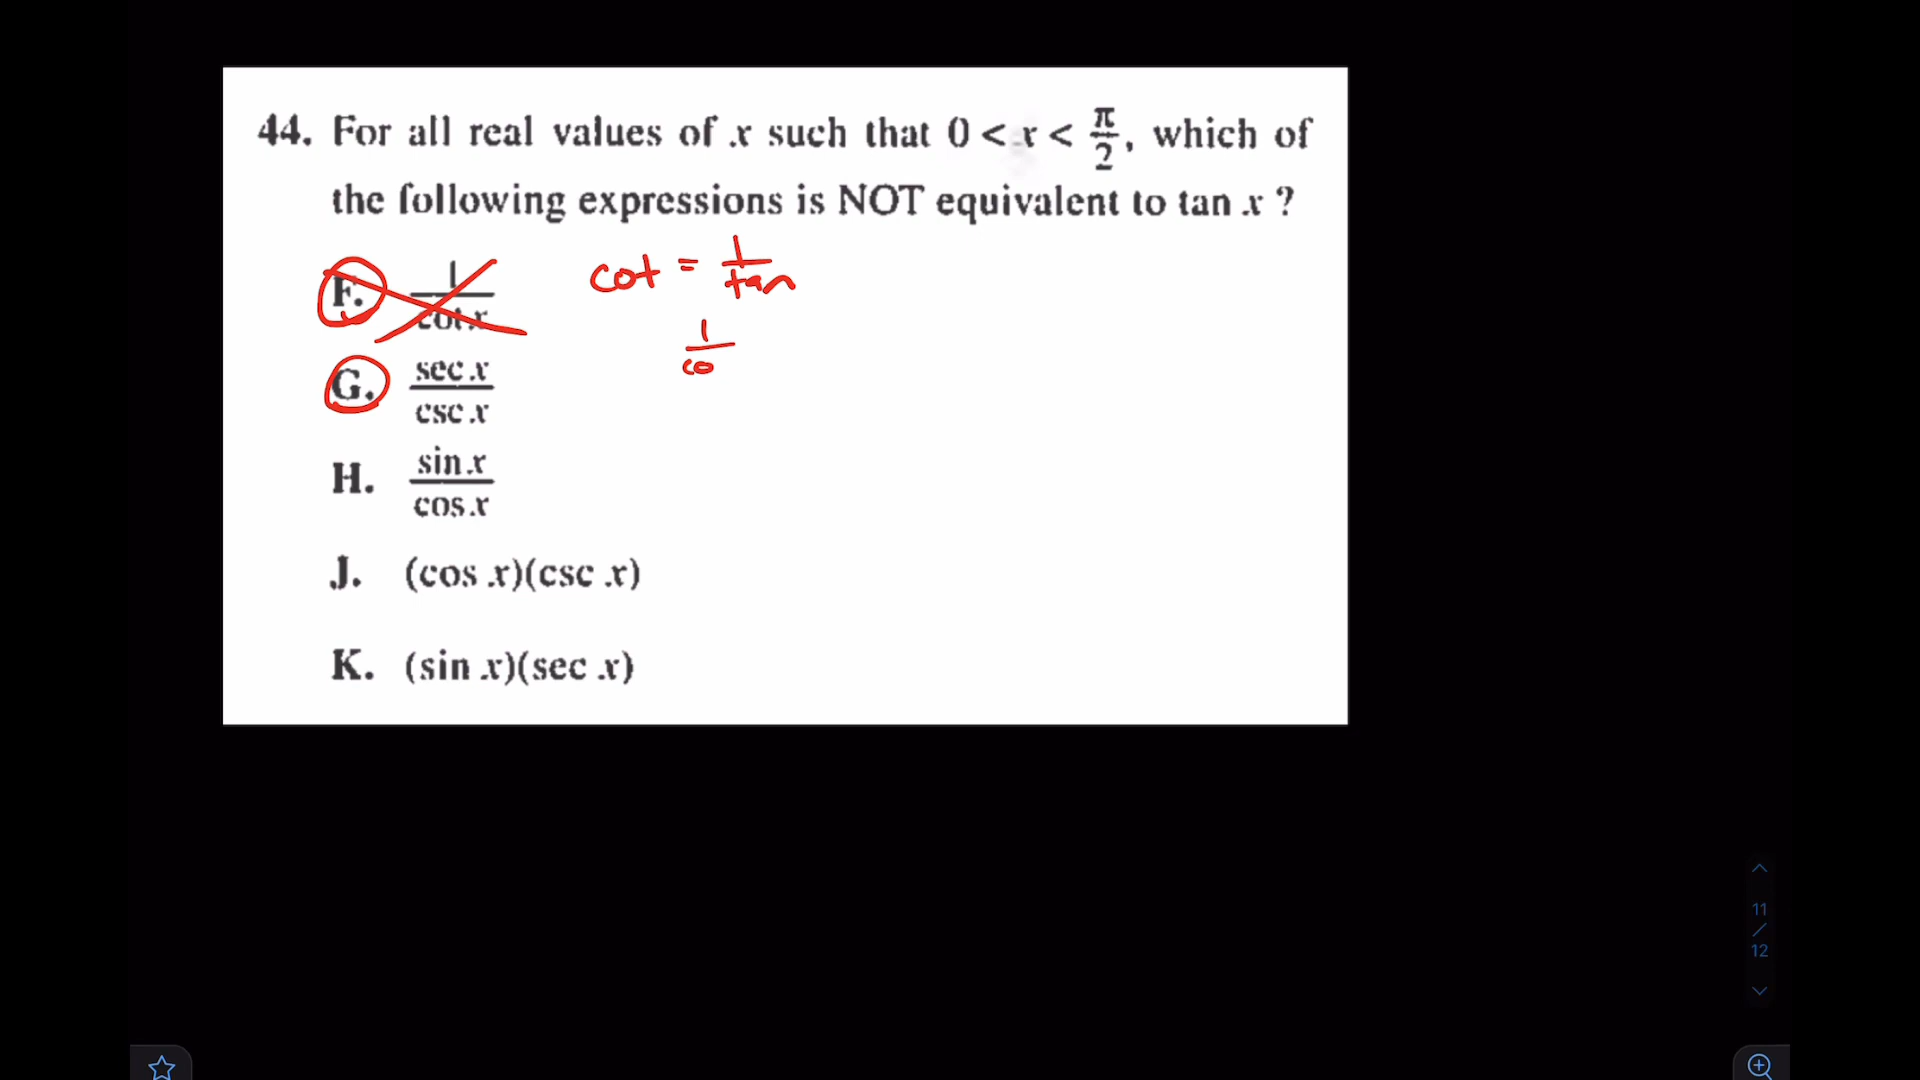 44. For all real values of x such that 0 < x < π/2, which of
the following expressions is NOT equivalent to tan x ?
F. 1/cot x
cot = 1/tan
1/co
G. sec x/csc x
H. sin x/cos x
J. (cos x)(csc x)
K. (sin x)(sec x)
11
/
12